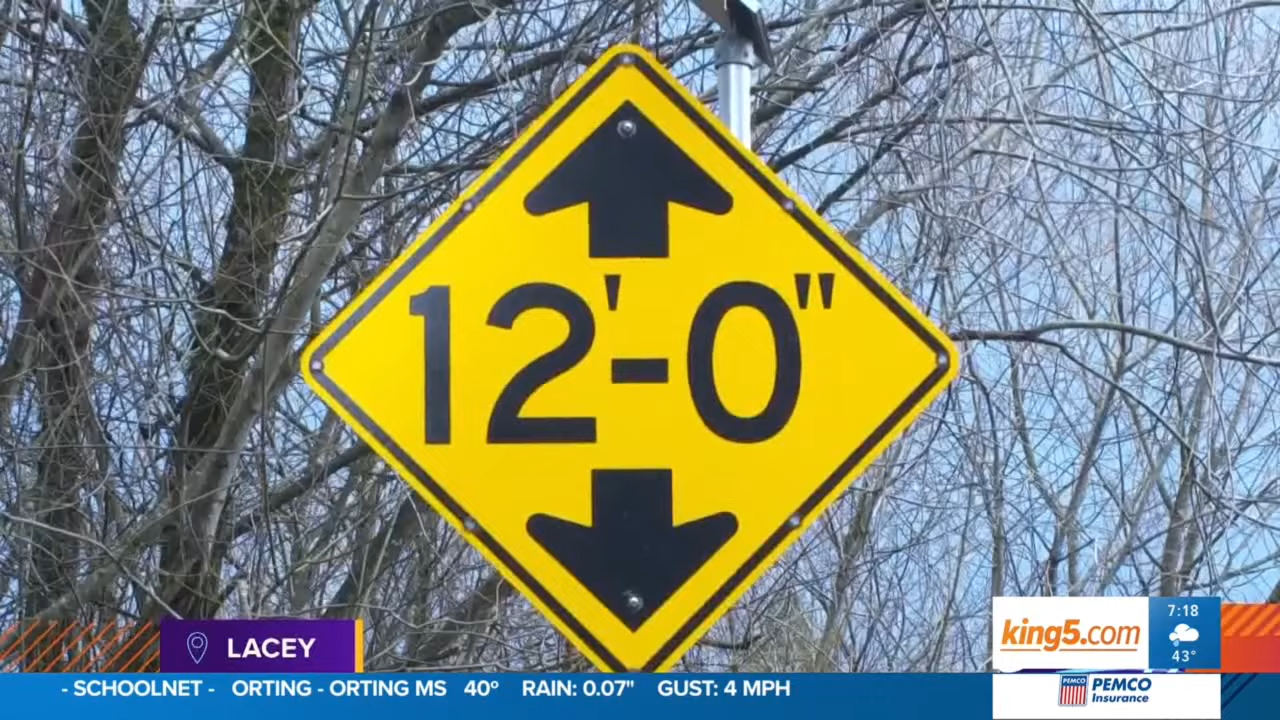 12'-0"
LACEY
king5.com
7:18
43°
- SCHOOLNET - ORTING - ORTING MS 40° RAIN: 0.07" GUST: 4 MPH
PEMCO
PEMCO
Insurance